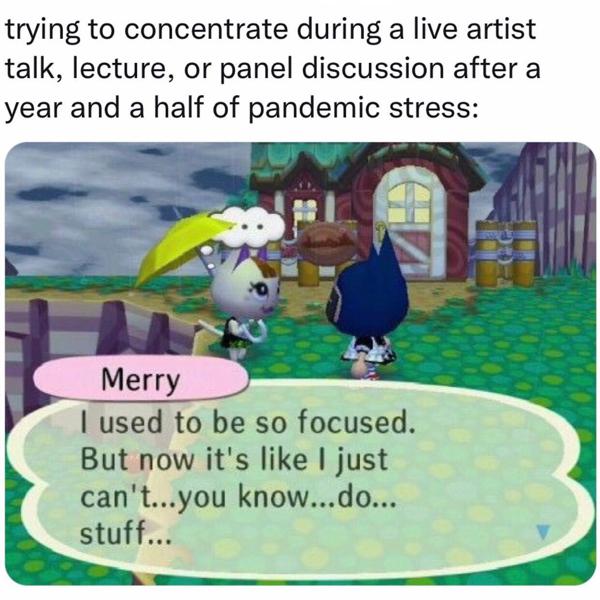 trying to concentrate during a live artist
talk, lecture, or panel discussion after a
year and a half of pandemic stress:
Merry
I used to be so focused.
But now it's like I just
can't...you know...do...
stuff...